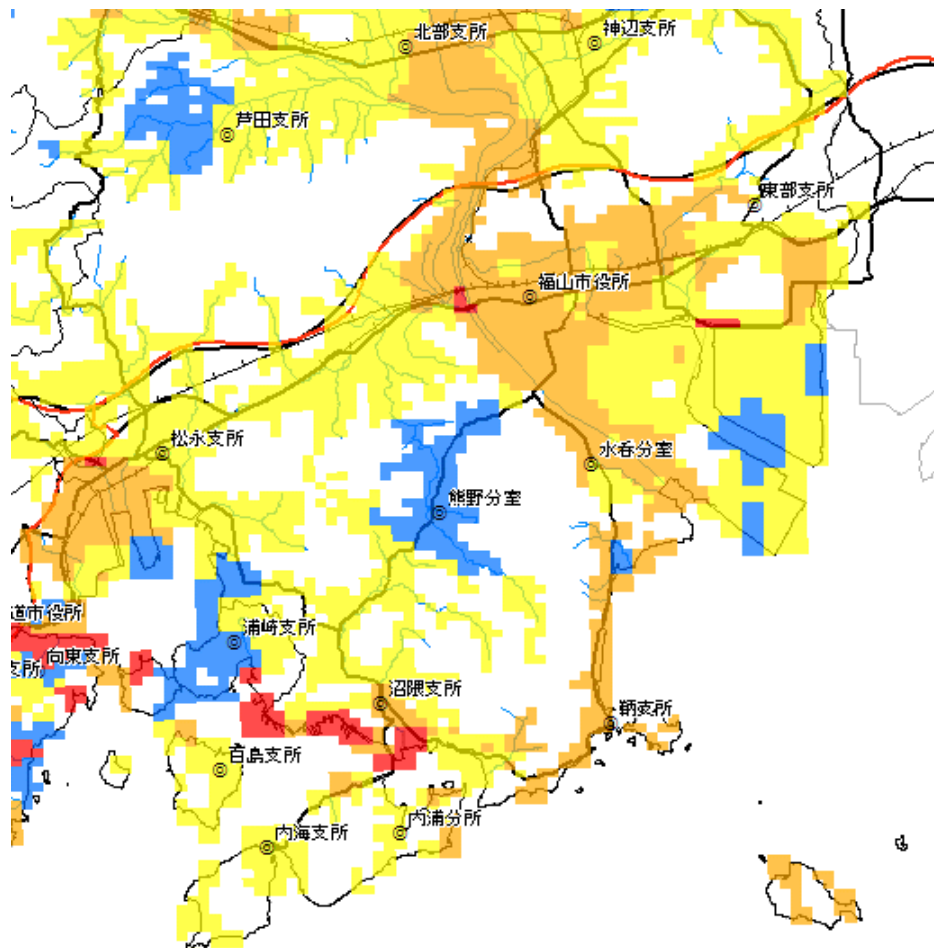 北部支所
神辺支所
芦田支所
東部支所
福山市役所
松永支所
水呑分室
熊野分室
道市役所
浦崎支所
向東支所
支所
沼隈支所
鞆支所
百島支所
内浦分所
内海支所